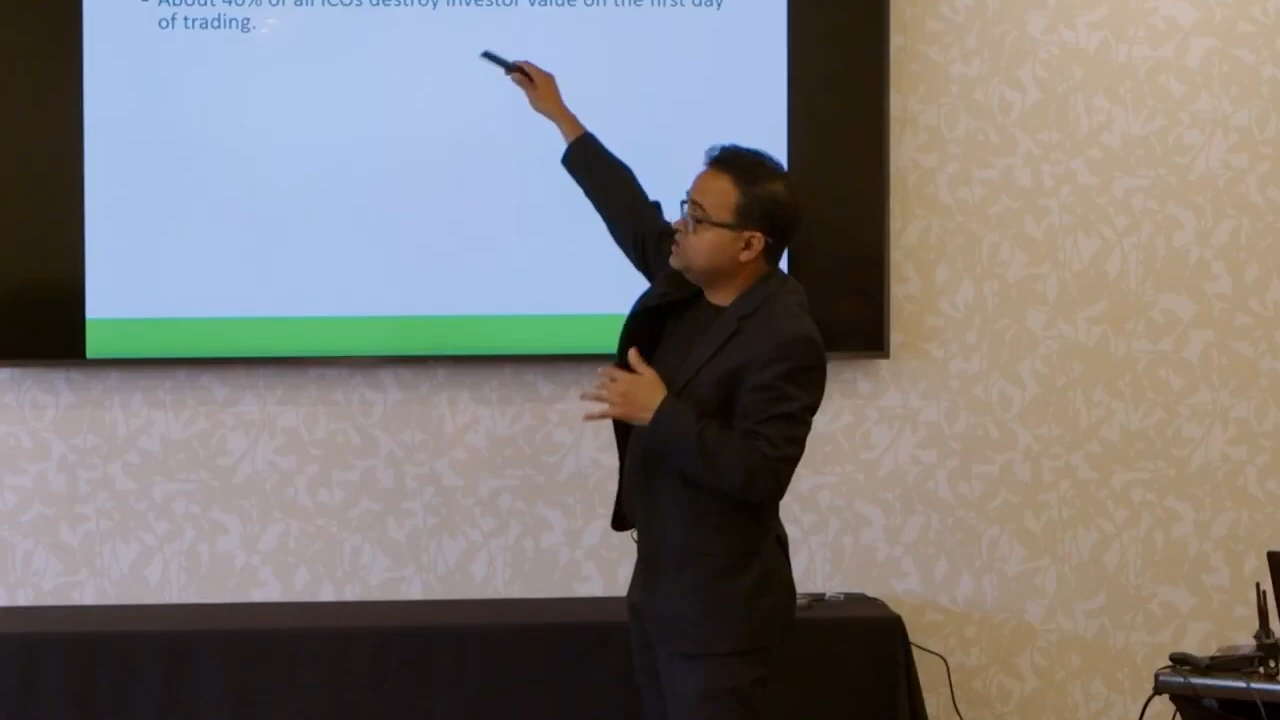 - About 40% of all ICOs destroy investor value on the first day
of trading.